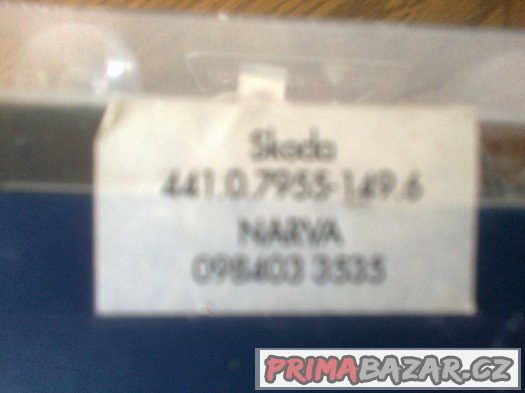 Skoda
441.0.7955-149.6
NARVA
098403 3535
PRIMABAZAR.CZ